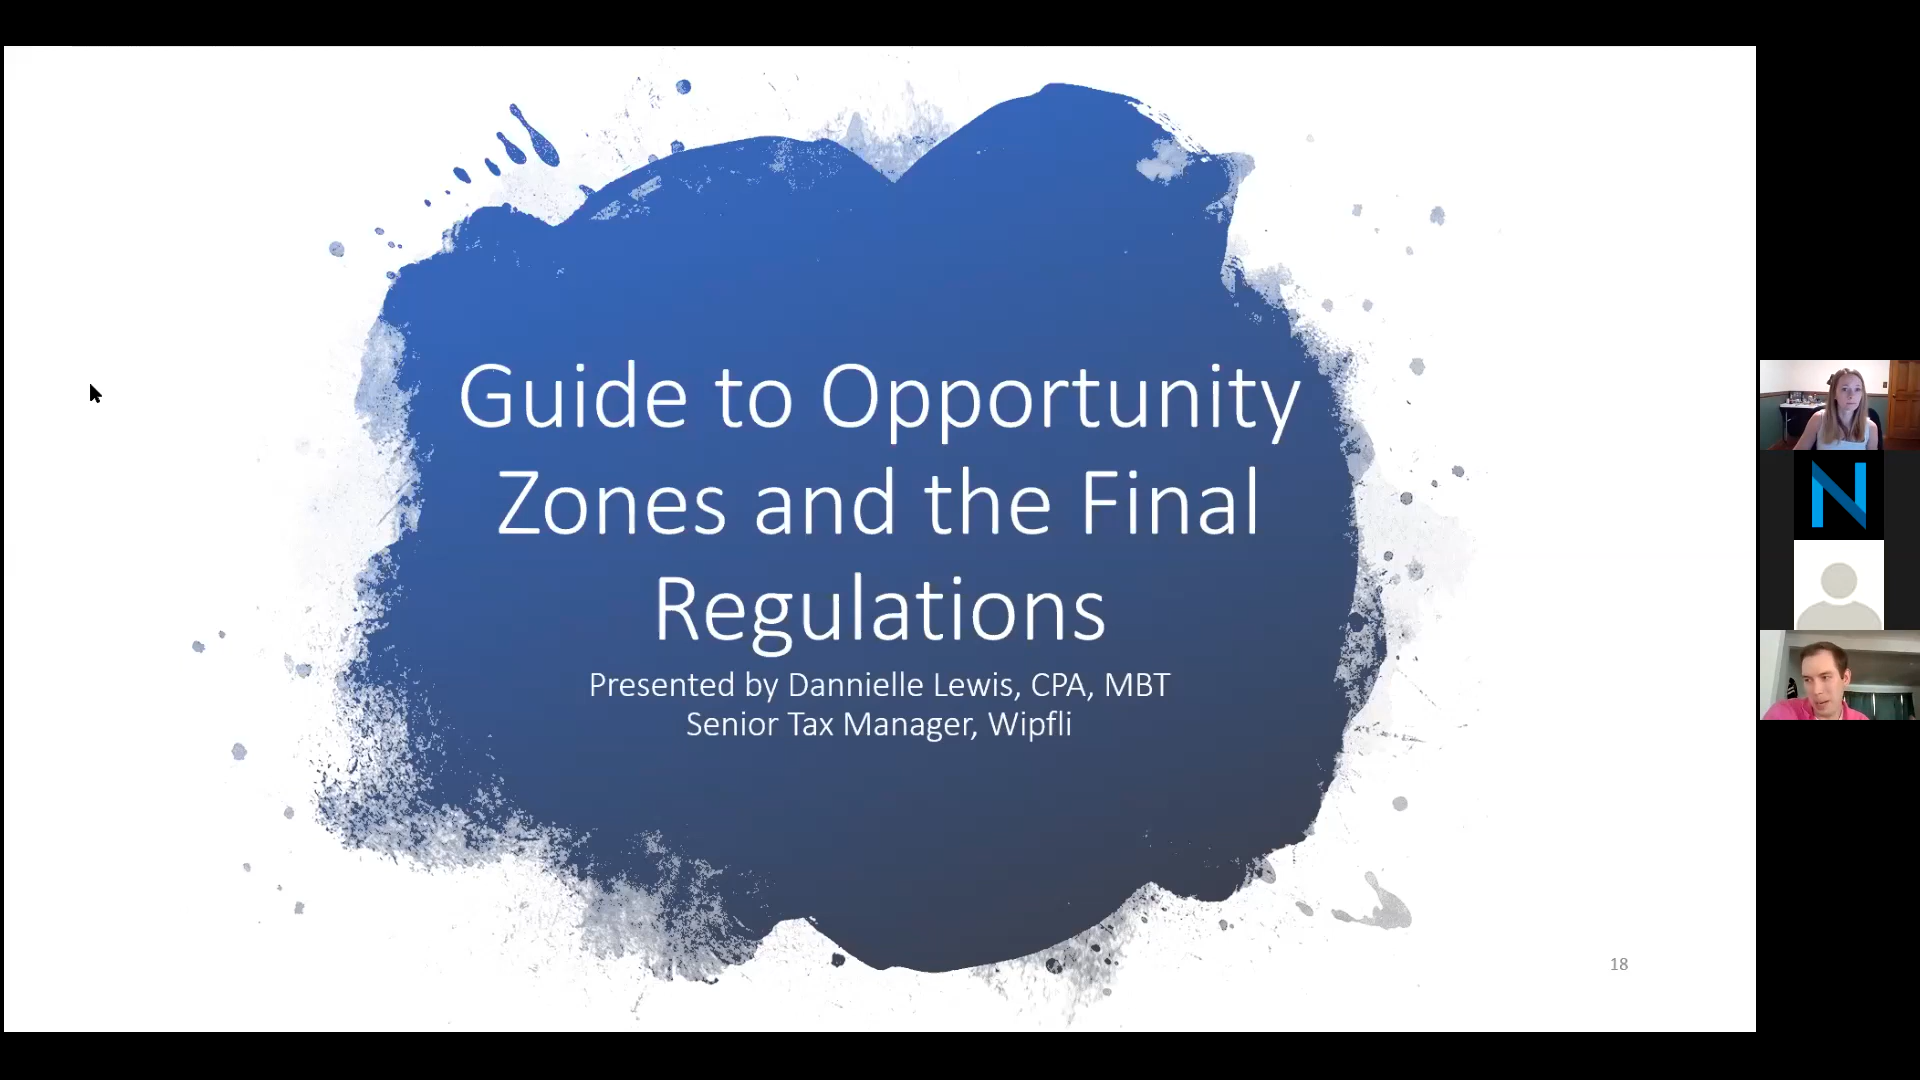 Guide to Opportunity
Zones and the Final
Regulations
Presented by Dannielle Lewis, CPA, MBT
Senior Tax Manager, Wipfli
18
N